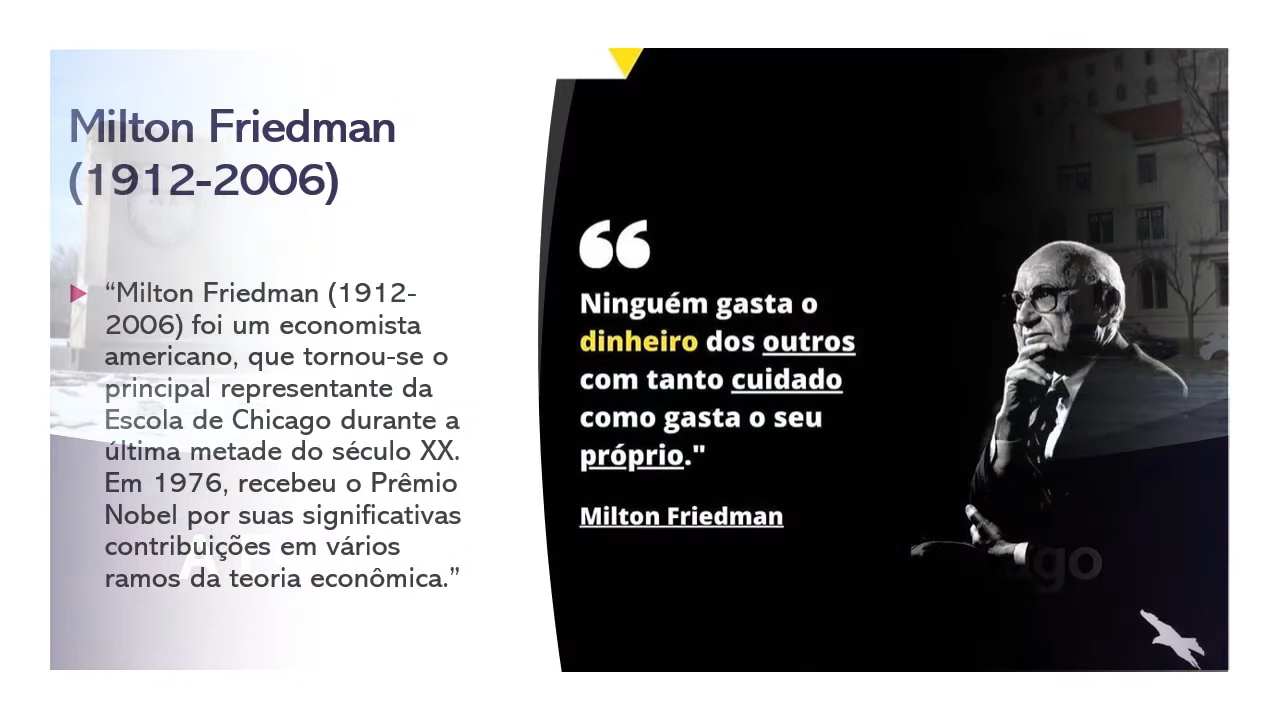 Milton Friedman
(1912-2006)
“Milton Friedman (1912-
2006) foi um economista
americano, que tornou-se o
principal representante da
Escola de Chicago durante a
última metade do século XX.
Em 1976, recebeu o Prêmio
Nobel por suas significativas
contribuições em vários
ramos da teoria econômica.”
“
Ninguém gasta o
dinheiro dos outros
com tanto cuidado
como gasta o seu
próprio."
Milton Friedman